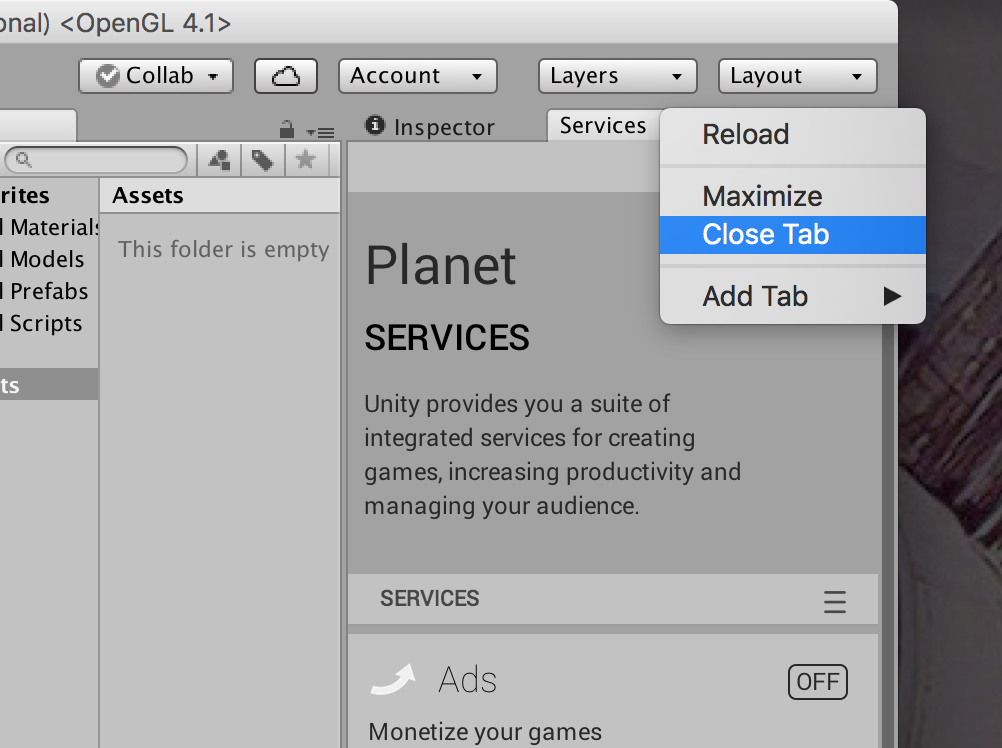 onal) <OpenGL 4.1>
Collab
Account
Layers
Layout
Inspector
Services
Reload
Maximize
Close Tab
Add Tab
rites
Materials
Models
Prefabs
Scripts
ts
Assets
This folder is empty
Planet
SERVICES
Unity provides you a suite of
integrated services for creating
games, increasing productivity and
managing your audience.
SERVICES
Ads
OFF
Monetize your games